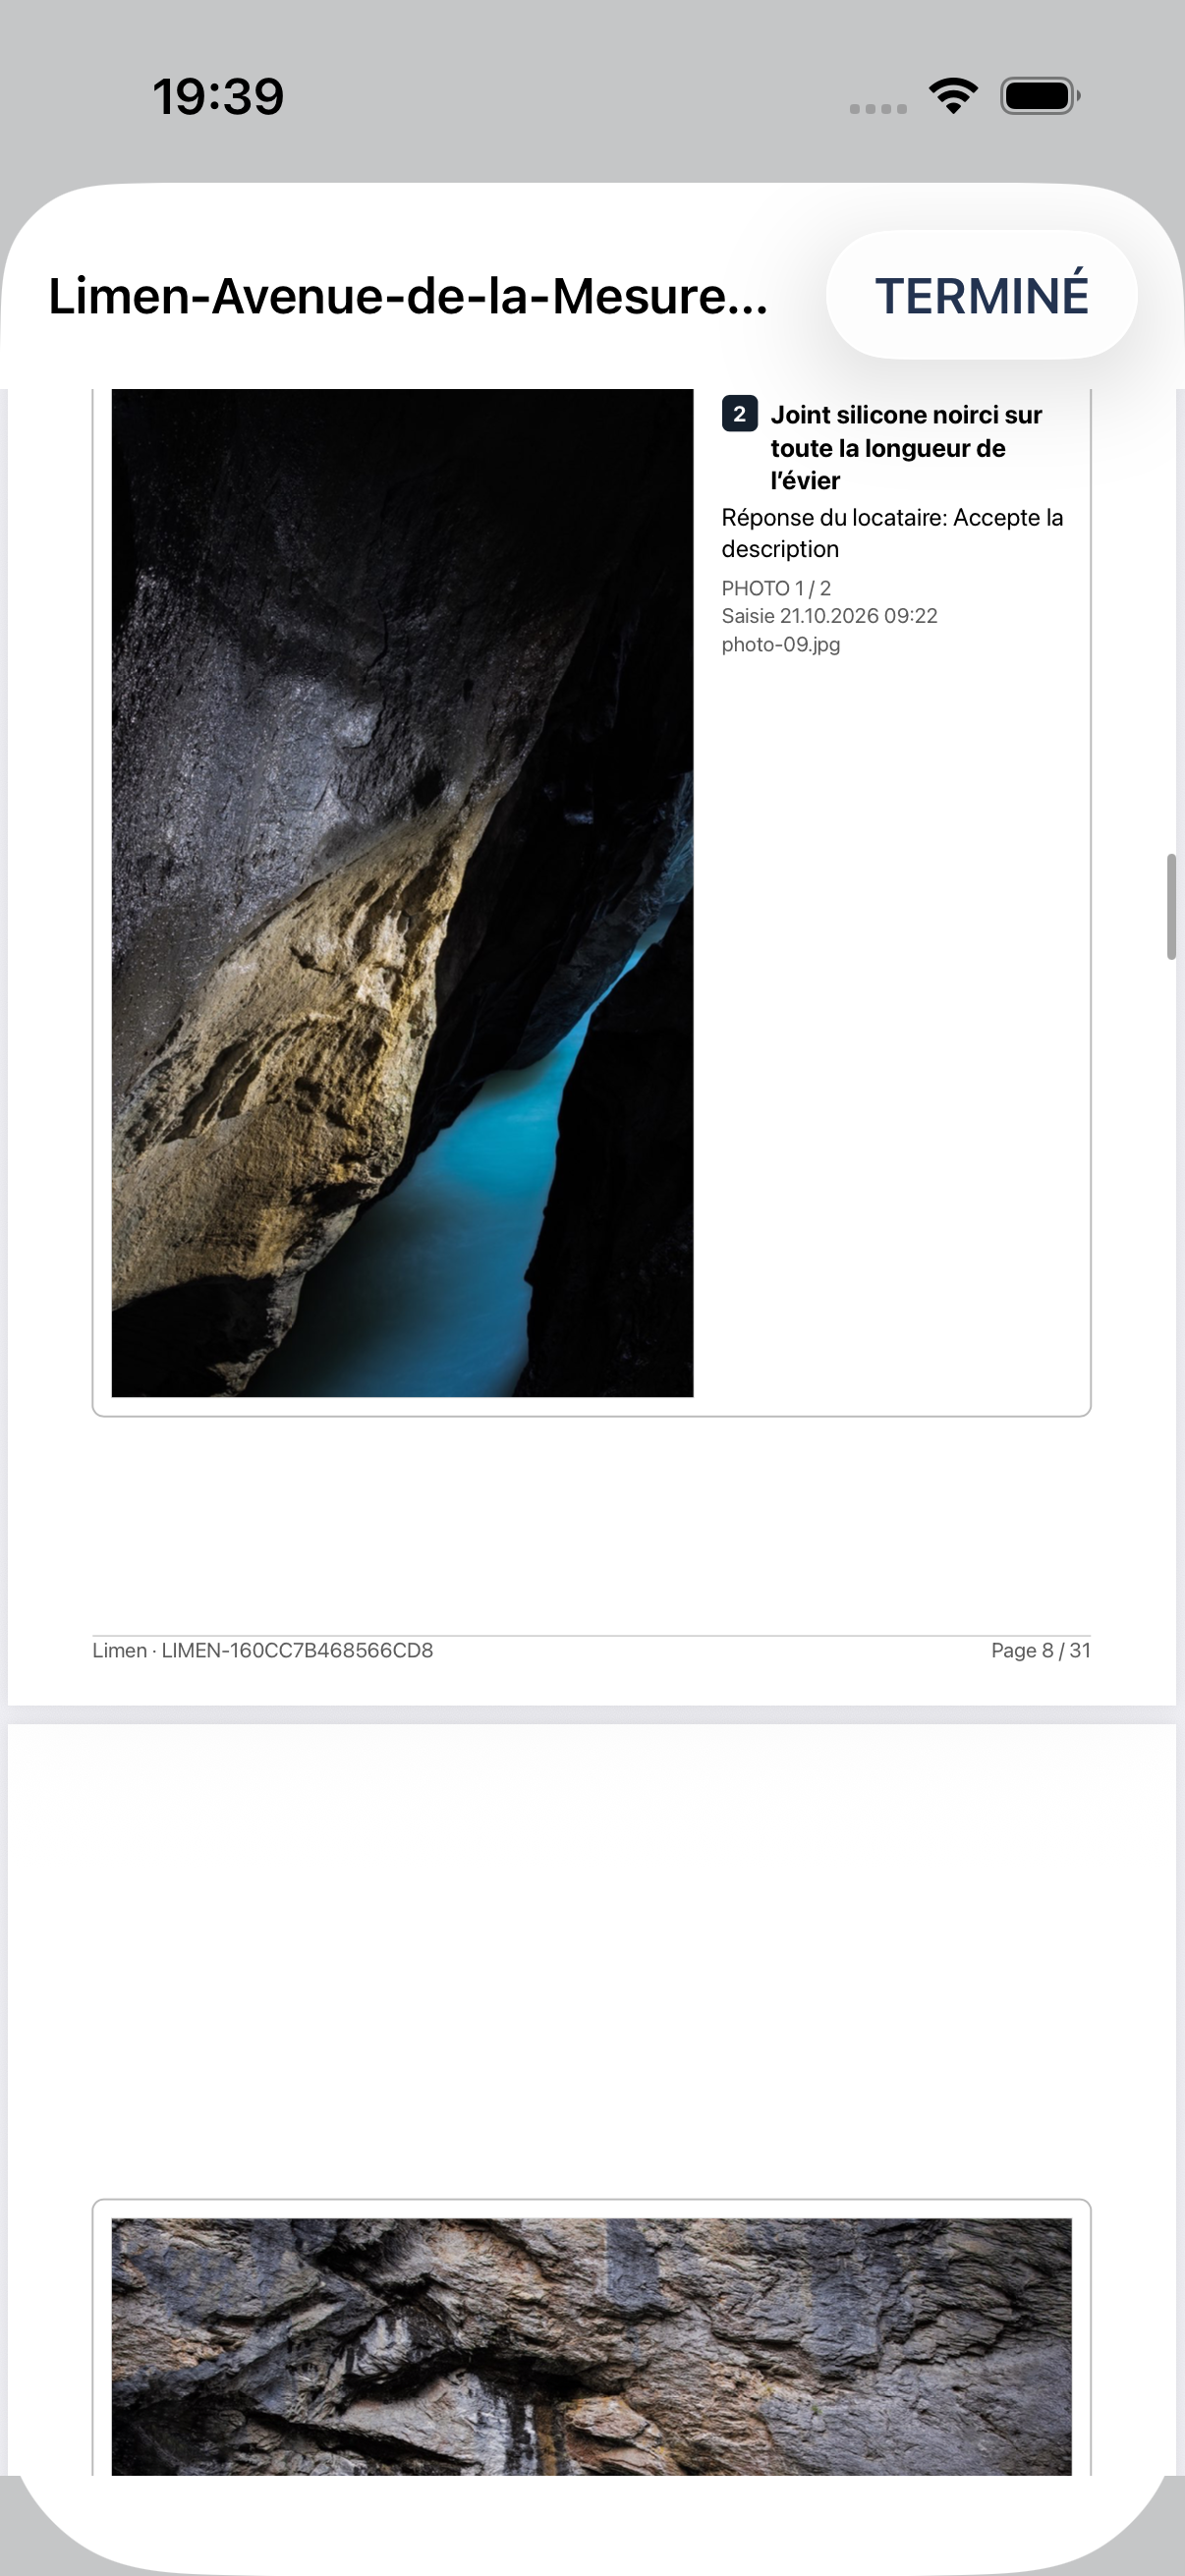 19:39
Limen-Avenue-de-la-Mesure...
TERMINÉ
2
Joint silicone noirci sur
toute la longueur de
l’évier
Réponse du locataire: Accepte la
description
PHOTO 1 / 2
Saisie 21.10.2026 09:22
photo-09.jpg
Limen · LIMEN-160CC7B468566CD8
Page 8 / 31